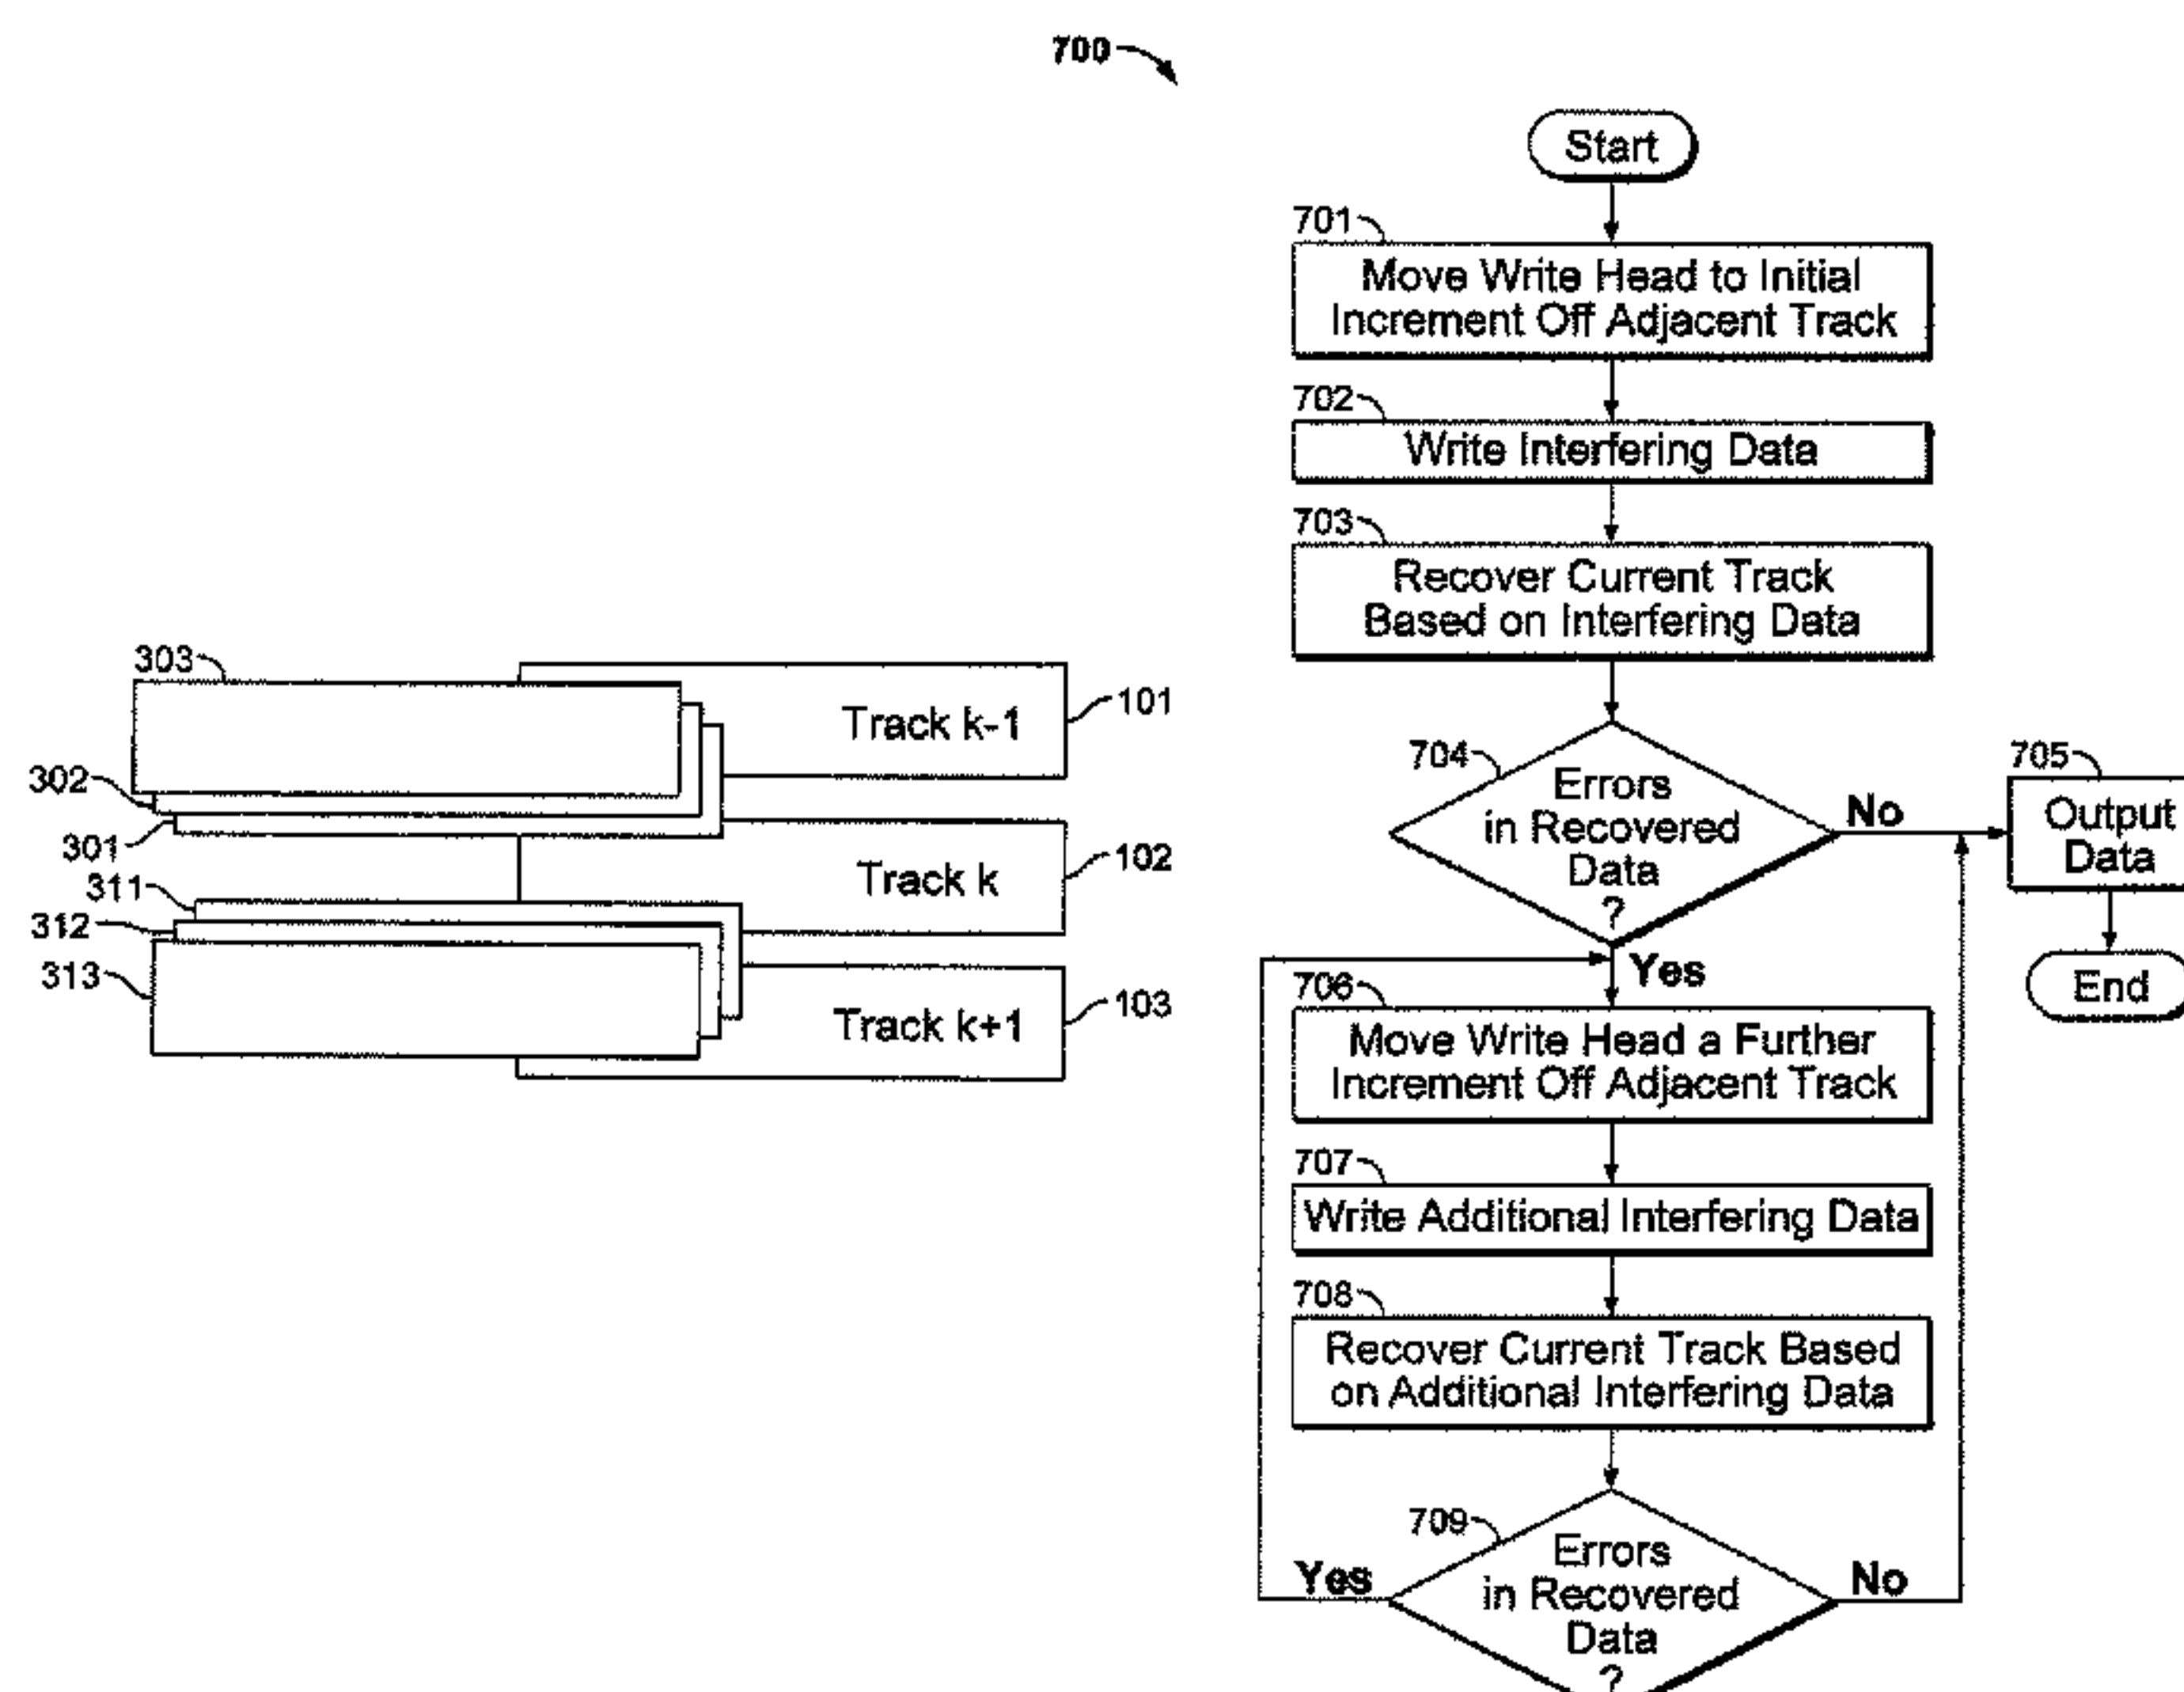 700
Start
701
Move Write Head to Initial
Increment Off Adjacent Track
702
Write Interfering Data
703
Recover Current Track
Based on Interfering Data
303
Track k-1
101
302
301
Track k
102
311
312
313
Track k+1
103
704
Errors
in Recovered
Data
?
No
705
Output
Data
End
Yes
706
Move Write Head a Further
Increment Off Adjacent Track
707
Write Additional Interfering Data
708
Recover Current Track Based
on Additional Interfering Data
709
Errors
in Recovered
Data
?
Yes
No